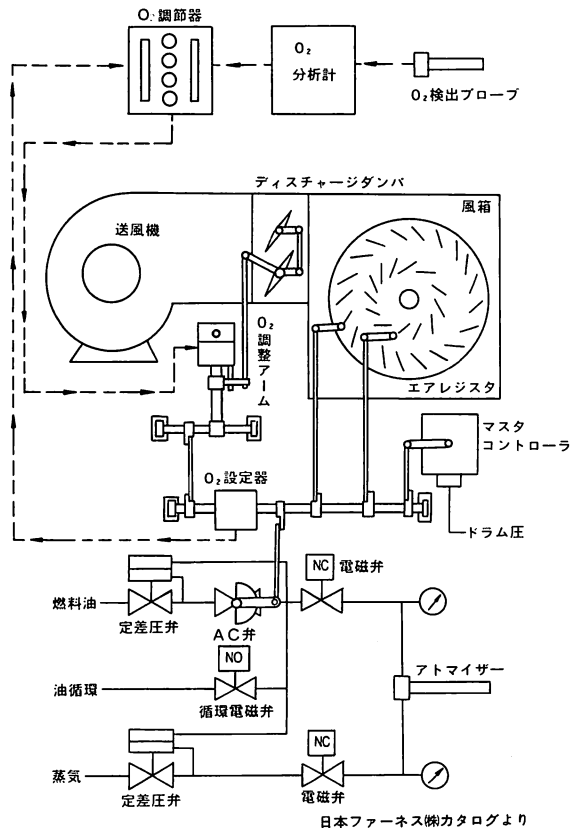 O₂調節器
O₂
分析計
O₂検出プローブ
ディスチャージダンパ
風箱
送風機
O₂調整アーム
エアレジスタ
マスタ
コントローラ
O₂設定器
ドラム圧
NC
電磁弁
燃料油
定差圧弁
AC弁
NO
アトマイザー
油循環
循環電磁弁
NC
蒸気
定差圧弁
電磁弁
日本ファーネス㈱カタログより